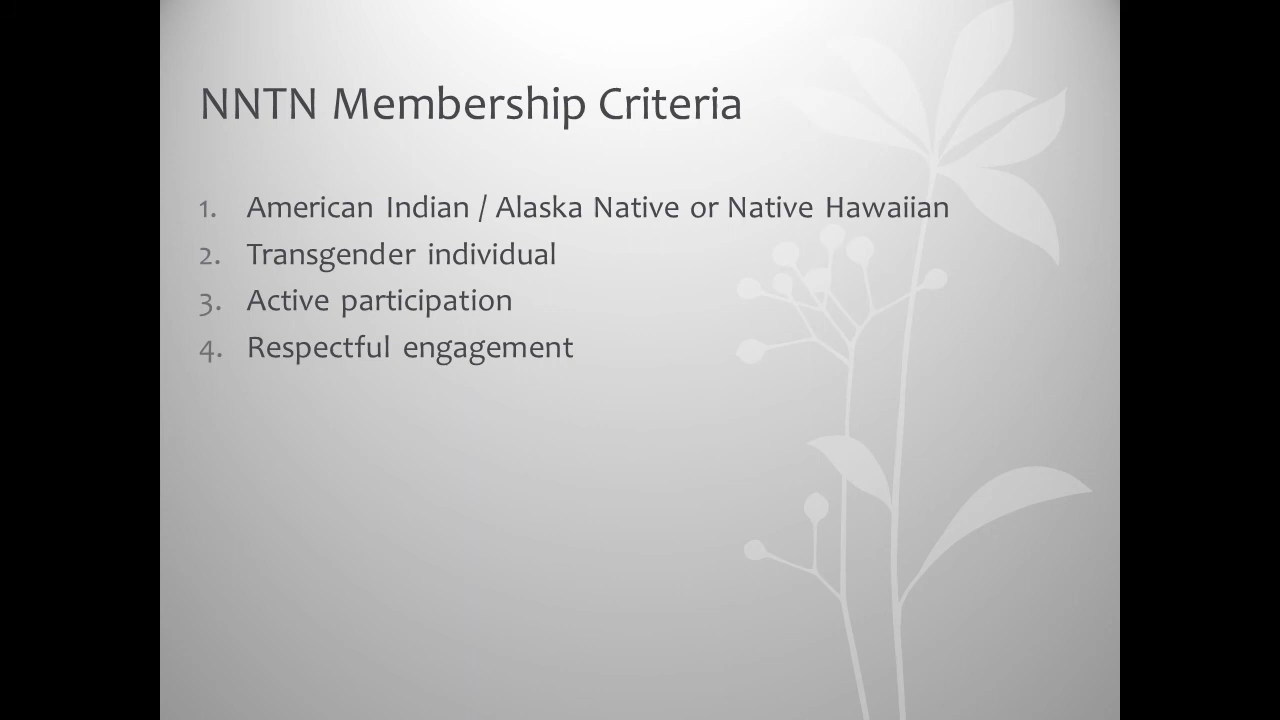 NNTN Membership Criteria
1. American Indian / Alaska Native or Native Hawaiian
2. Transgender individual
3. Active participation
4. Respectful engagement